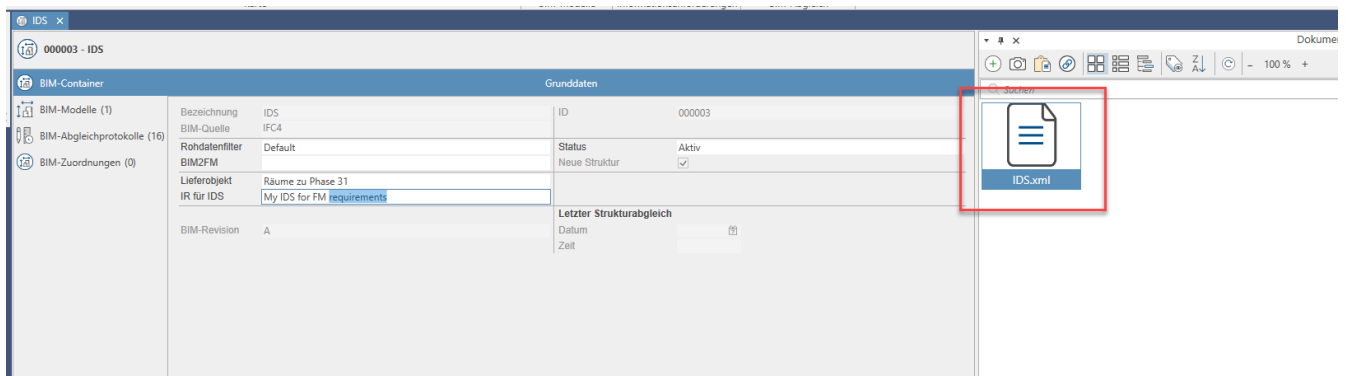 IDS ×
000003 - IDS
Dokume
100 %
BIM-Container
Grunddaten
Suchen
BIM-Modelle (1)
BIM-Abgleichprotokolle (16)
BIM-Zuordnungen (0)
Bezeichnung IDS ID 000003
BIM-Quelle IFC4
Rohdatenfilter Default Status Aktiv
BIM2FM Neue Struktur
Lieferobjekt Räume zu Phase 31
IR für IDS My IDS for FM requirements
Letzter Strukturabgleich
BIM-Revision A Datum
Zeit
IDS.xml